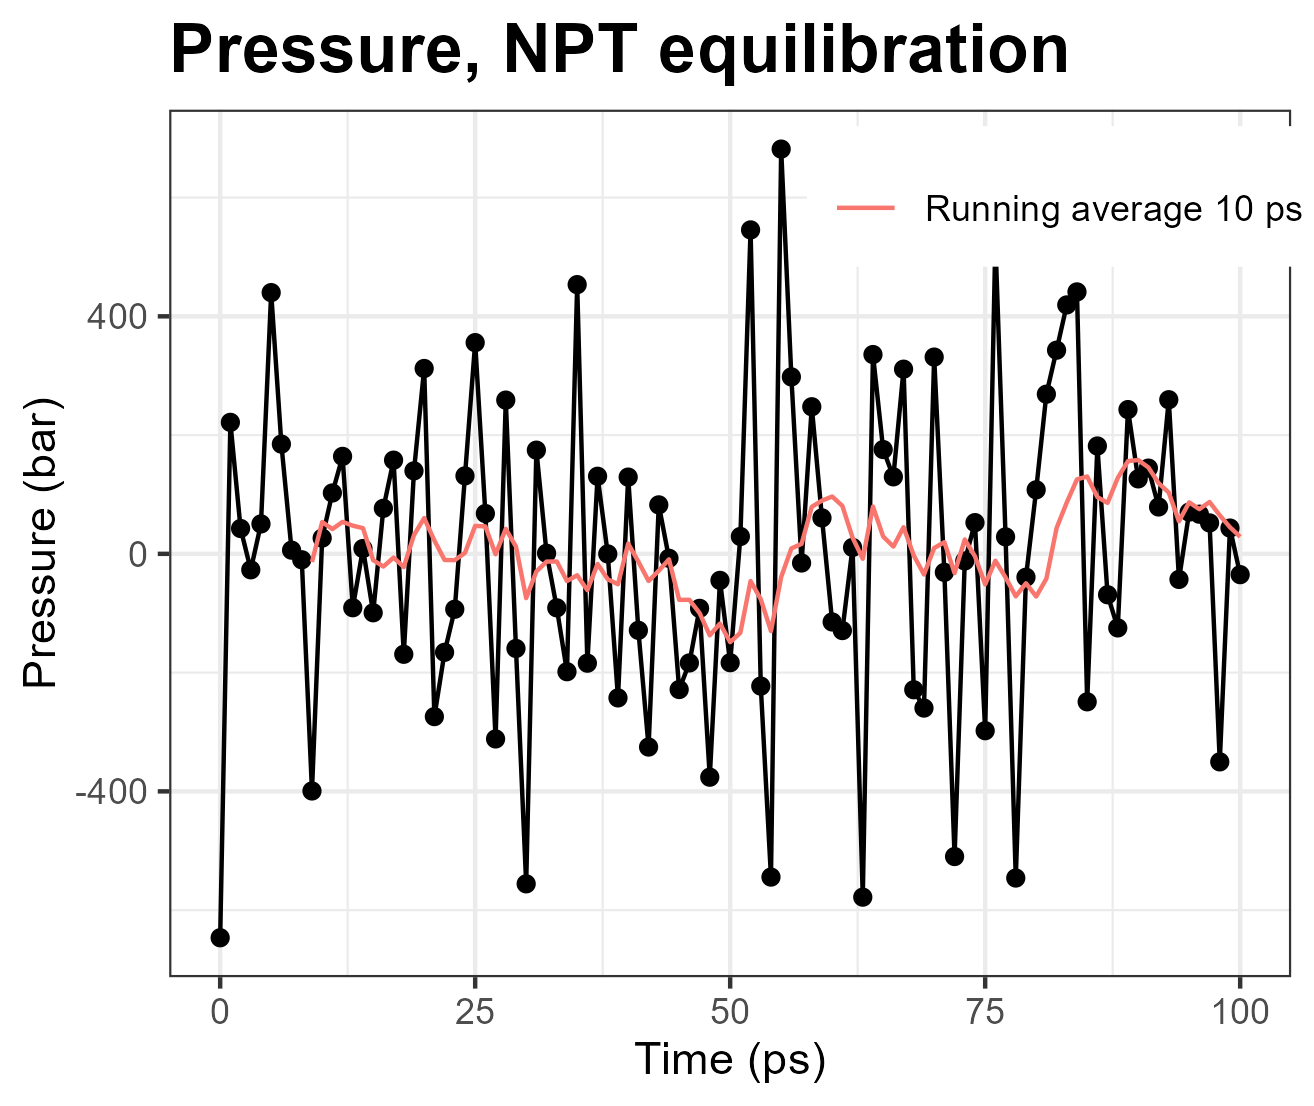 Pressure, NPT equilibration
Running average 10 ps
400
0
-400
Pressure (bar)
0 25 50 75 100
Time (ps)